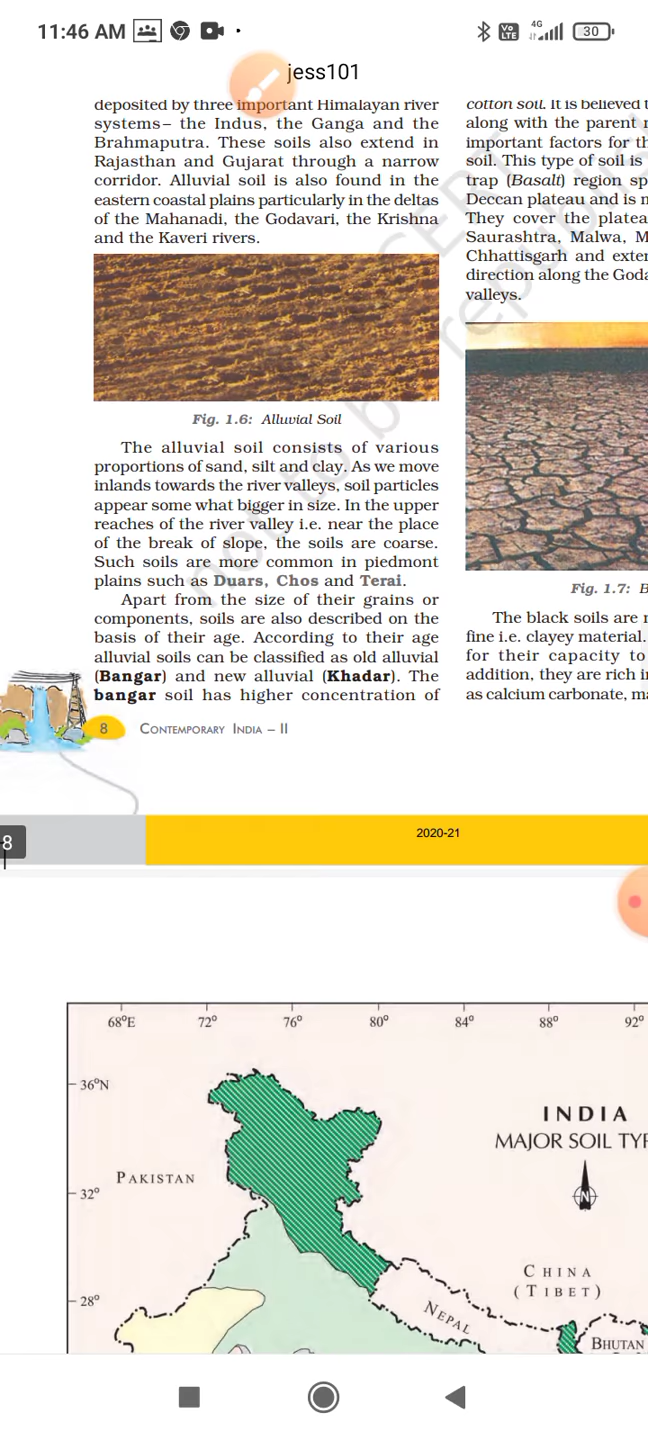 11:46 AM
4G
Vo
LTE
30
jess101
deposited by three important Himalayan river
systems– the Indus, the Ganga and the
Brahmaputra. These soils also extend in
Rajasthan and Gujarat through a narrow
corridor. Alluvial soil is also found in the
eastern coastal plains particularly in the deltas
of the Mahanadi, the Godavari, the Krishna
and the Kaveri rivers.
Fig. 1.6: Alluvial Soil
The alluvial soil consists of various
proportions of sand, silt and clay. As we move
inlands towards the river valleys, soil particles
appear some what bigger in size. In the upper
reaches of the river valley i.e. near the place
of the break of slope, the soils are coarse.
Such soils are more common in piedmont
plains such as Duars, Chos and Terai.
Apart from the size of their grains or
components, soils are also described on the
basis of their age. According to their age
alluvial soils can be classified as old alluvial
(Bangar) and new alluvial (Khadar). The
bangar soil has higher concentration of
cotton soil. It is believed
along with the parent
important factors for
soil. This type of soil is
trap (Basalt) region
Deccan plateau and is
They cover the
Saurashtra, Malwa,
Chhattisgarh and
direction along the
valleys.
Fig. 1.7:
The black soils are
fine i.e. clayey material.
for their capacity to
addition, they are rich
as calcium carbonate,
not to be republished
8 CONTEMPORARY INDIA – II
8
2020-21
68°E 72° 76° 80° 84° 88° 92°
36°N
32°
28°
INDIA
MAJOR SOIL
N
PAKISTAN
CHINA
(TIBET)
NEPAL
BHUTAN